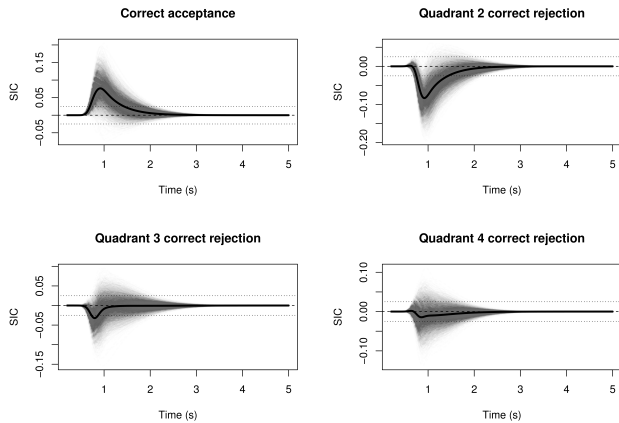 Correct acceptance
SIC
0.15
0.05
−0.05
1 2 3 4 5
Time (s)
Quadrant 2 correct rejection
SIC
0.00
−0.10
−0.20
1 2 3 4 5
Time (s)
Quadrant 3 correct rejection
SIC
0.05
−0.05
−0.15
1 2 3 4 5
Time (s)
Quadrant 4 correct rejection
SIC
0.10
0.00
−0.10
1 2 3 4 5
Time (s)